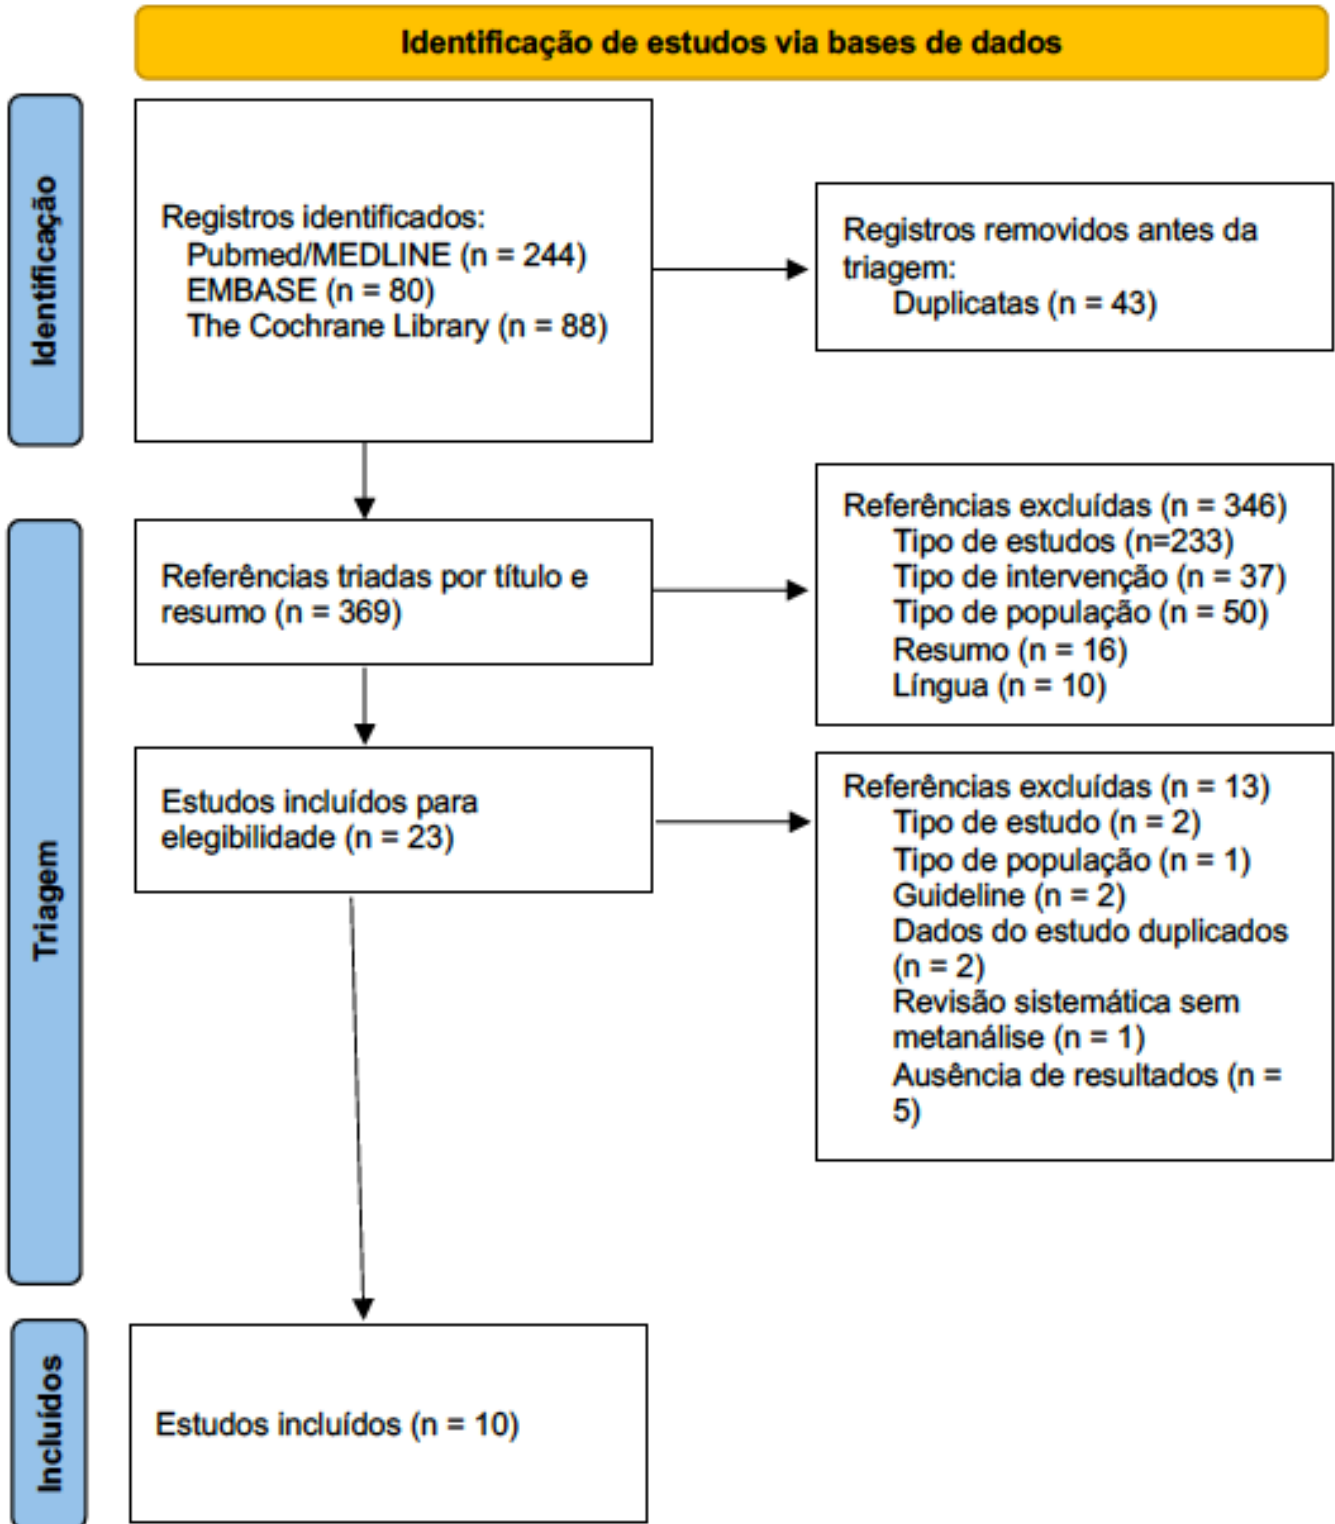 Identificação de estudos via bases de dados
Identificação
Registros identificados:
Pubmed/MEDLINE (n = 244)
EMBASE (n = 80)
The Cochrane Library (n = 88)
Registros removidos antes da
triagem:
Duplicatas (n = 43)
Triagem
Referências triadas por título e
resumo (n = 369)
Referências excluídas (n = 346)
Tipo de estudos (n=233)
Tipo de intervenção (n = 37)
Tipo de população (n = 50)
Resumo (n = 16)
Língua (n = 10)
Estudos incluídos para
elegibilidade (n = 23)
Referências excluídas (n = 13)
Tipo de estudo (n = 2)
Tipo de população (n = 1)
Guideline (n = 2)
Dados do estudo duplicados
(n = 2)
Revisão sistemática sem
metanálise (n = 1)
Ausência de resultados (n =
5)
Incluídos
Estudos incluídos (n = 10)